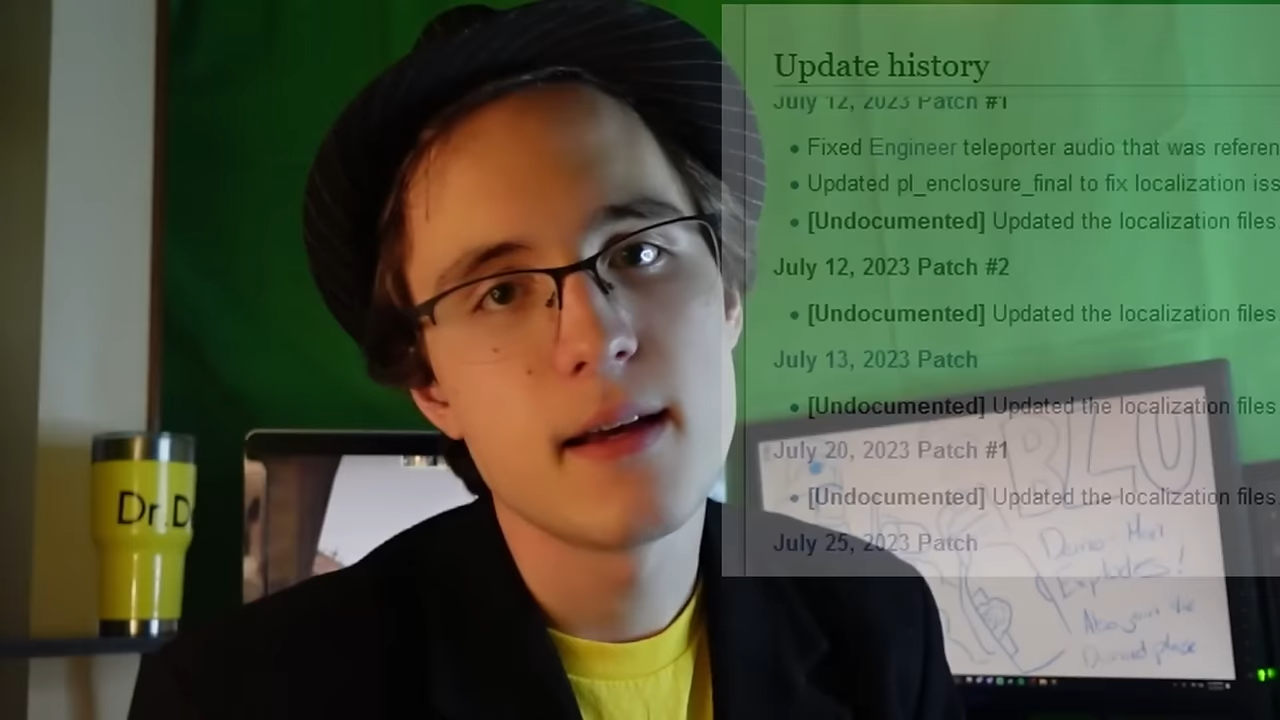 Update history
July 12, 2023 Patch #1
• Fixed Engineer teleporter audio that was referen
• Updated pl_enclosure_final to fix localization iss
• [Undocumented] Updated the localization files
July 12, 2023 Patch #2
• [Undocumented] Updated the localization files
July 13, 2023 Patch
• [Undocumented] Updated the localization files
July 20, 2023 Patch #1
• [Undocumented] Updated the localization files
July 25, 2023 Patch
Dr.D
BLU
Explodes!